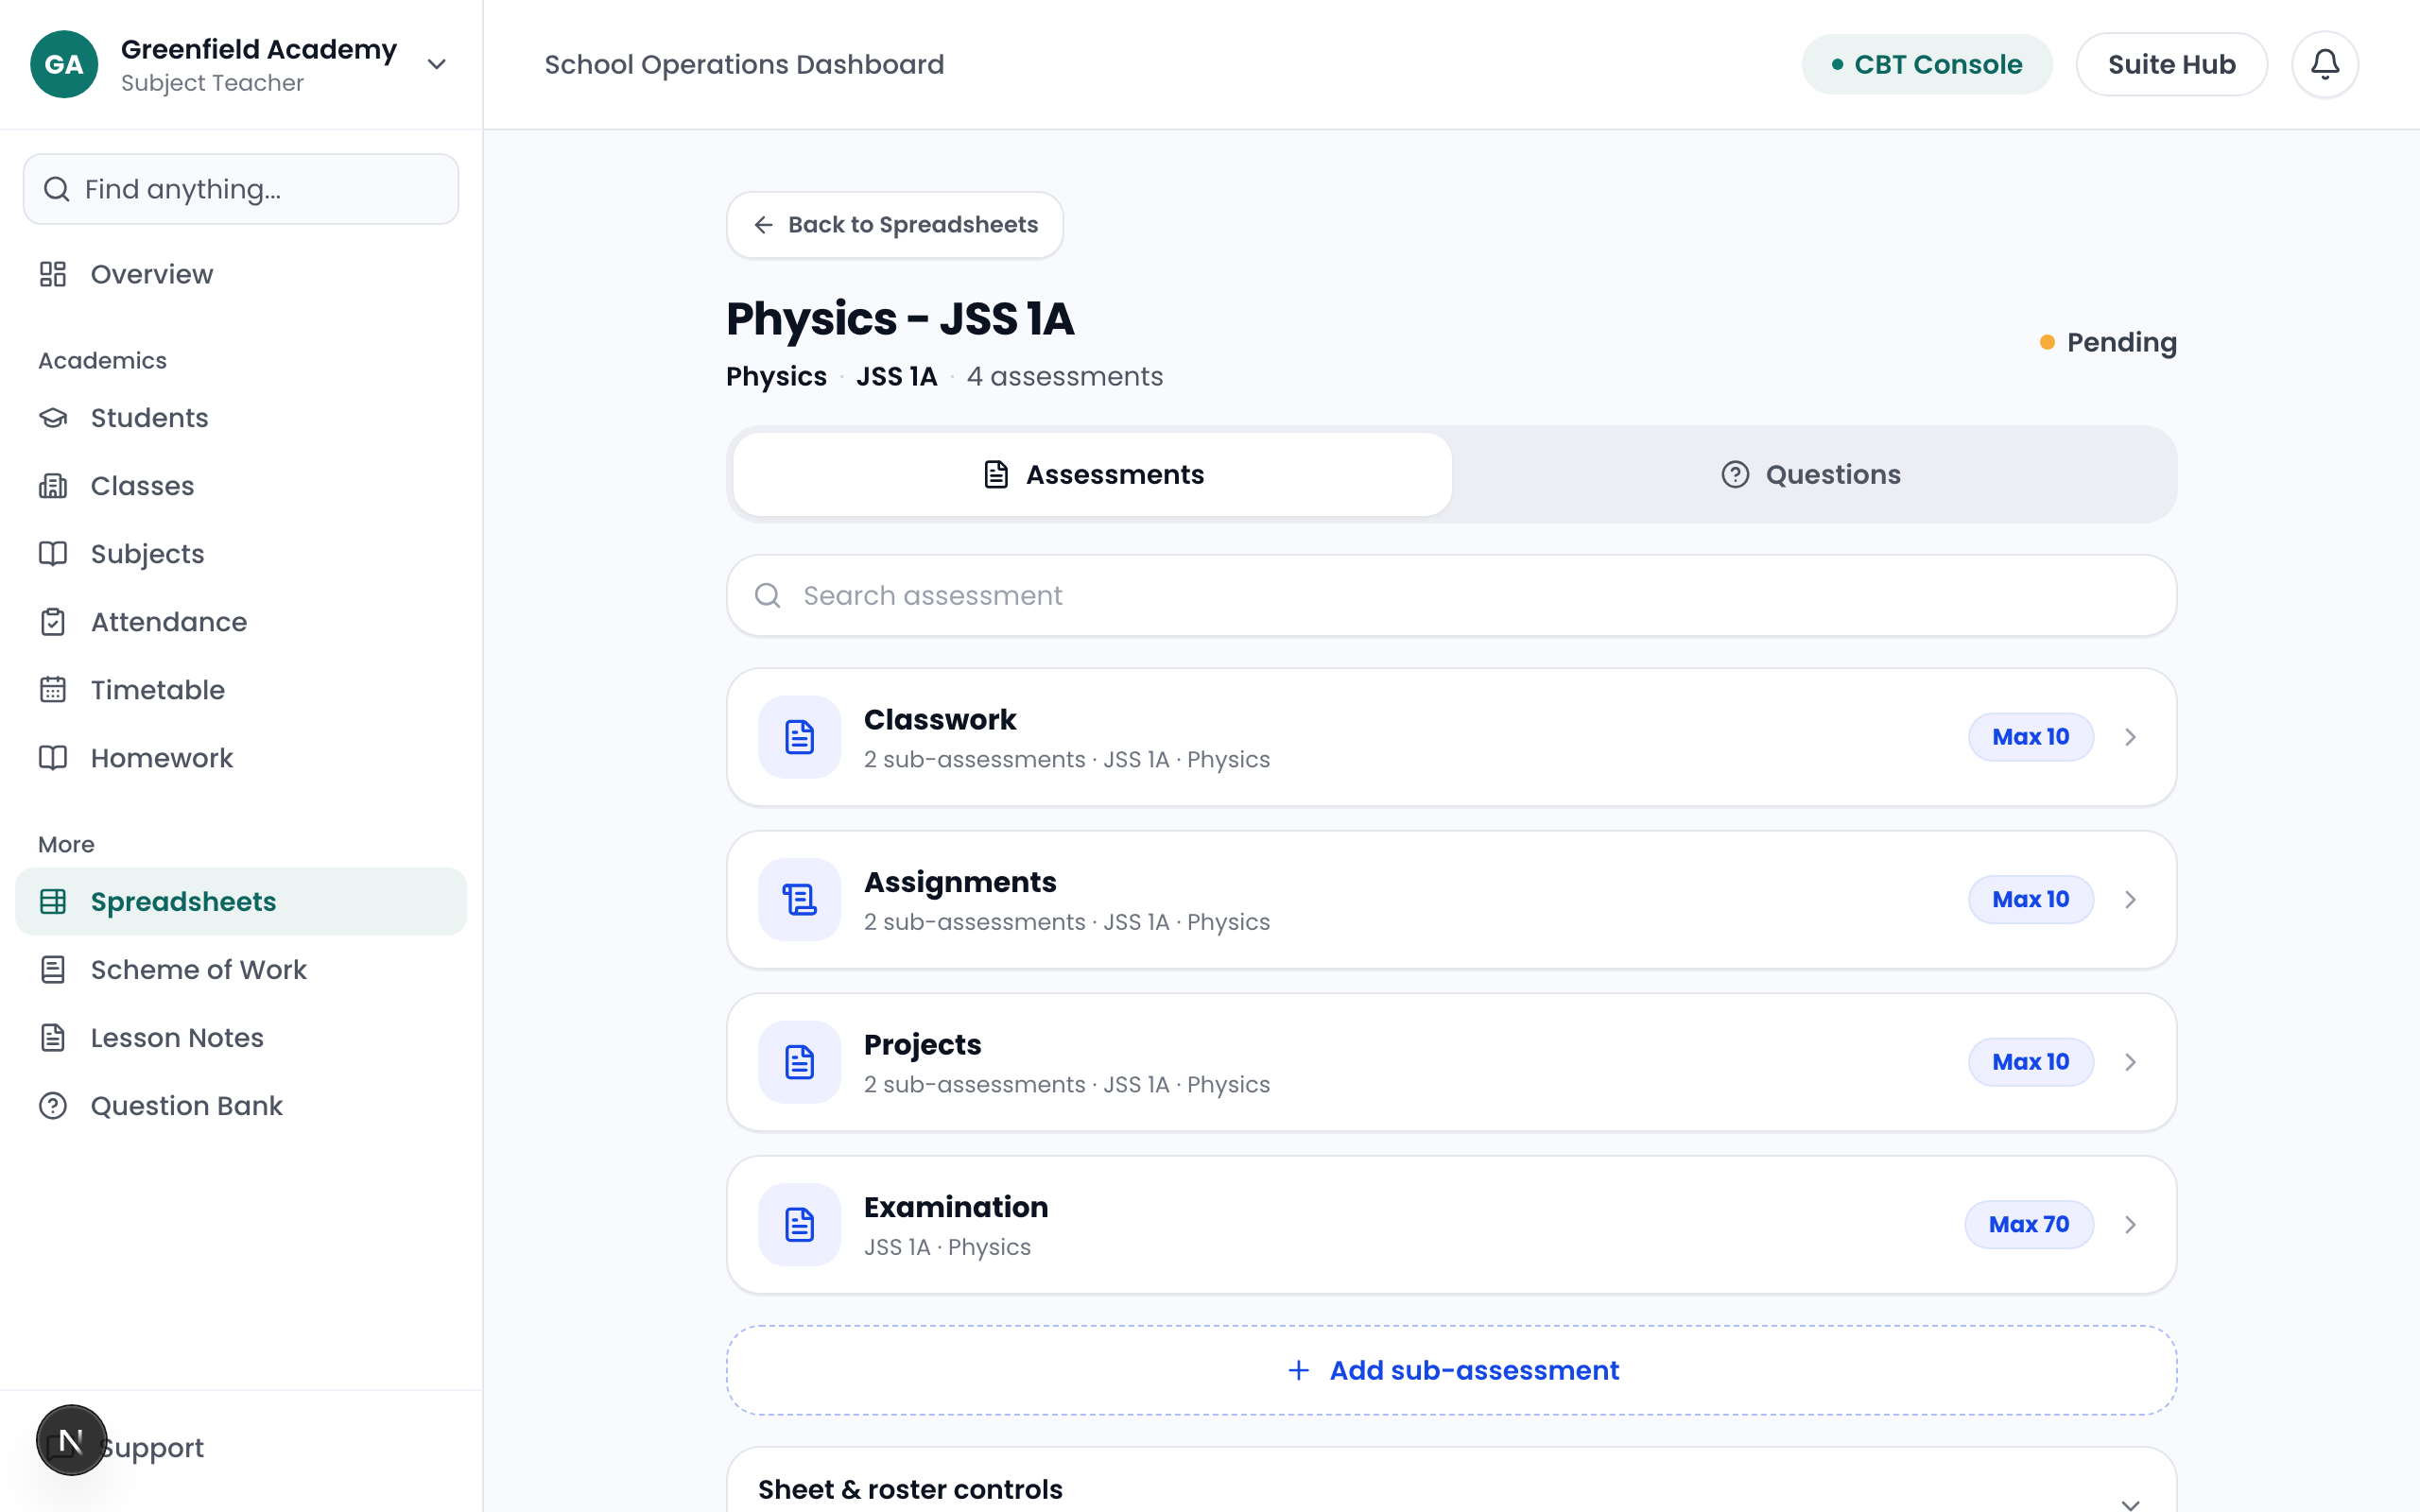 GA
Greenfield Academy
Subject Teacher
School Operations Dashboard
CBT Console
Suite Hub
Find anything...
Overview
Academics
Students
Classes
Subjects
Attendance
Timetable
Homework
More
Spreadsheets
Scheme of Work
Lesson Notes
Question Bank
N
Support
Back to Spreadsheets
Physics - JSS 1A
Physics · JSS 1A · 4 assessments
Pending
Assessments
Questions
Search assessment
Classwork
2 sub-assessments · JSS 1A · Physics
Max 10
Assignments
2 sub-assessments · JSS 1A · Physics
Max 10
Projects
2 sub-assessments · JSS 1A · Physics
Max 10
Examination
JSS 1A · Physics
Max 70
+ Add sub-assessment
Sheet & roster controls